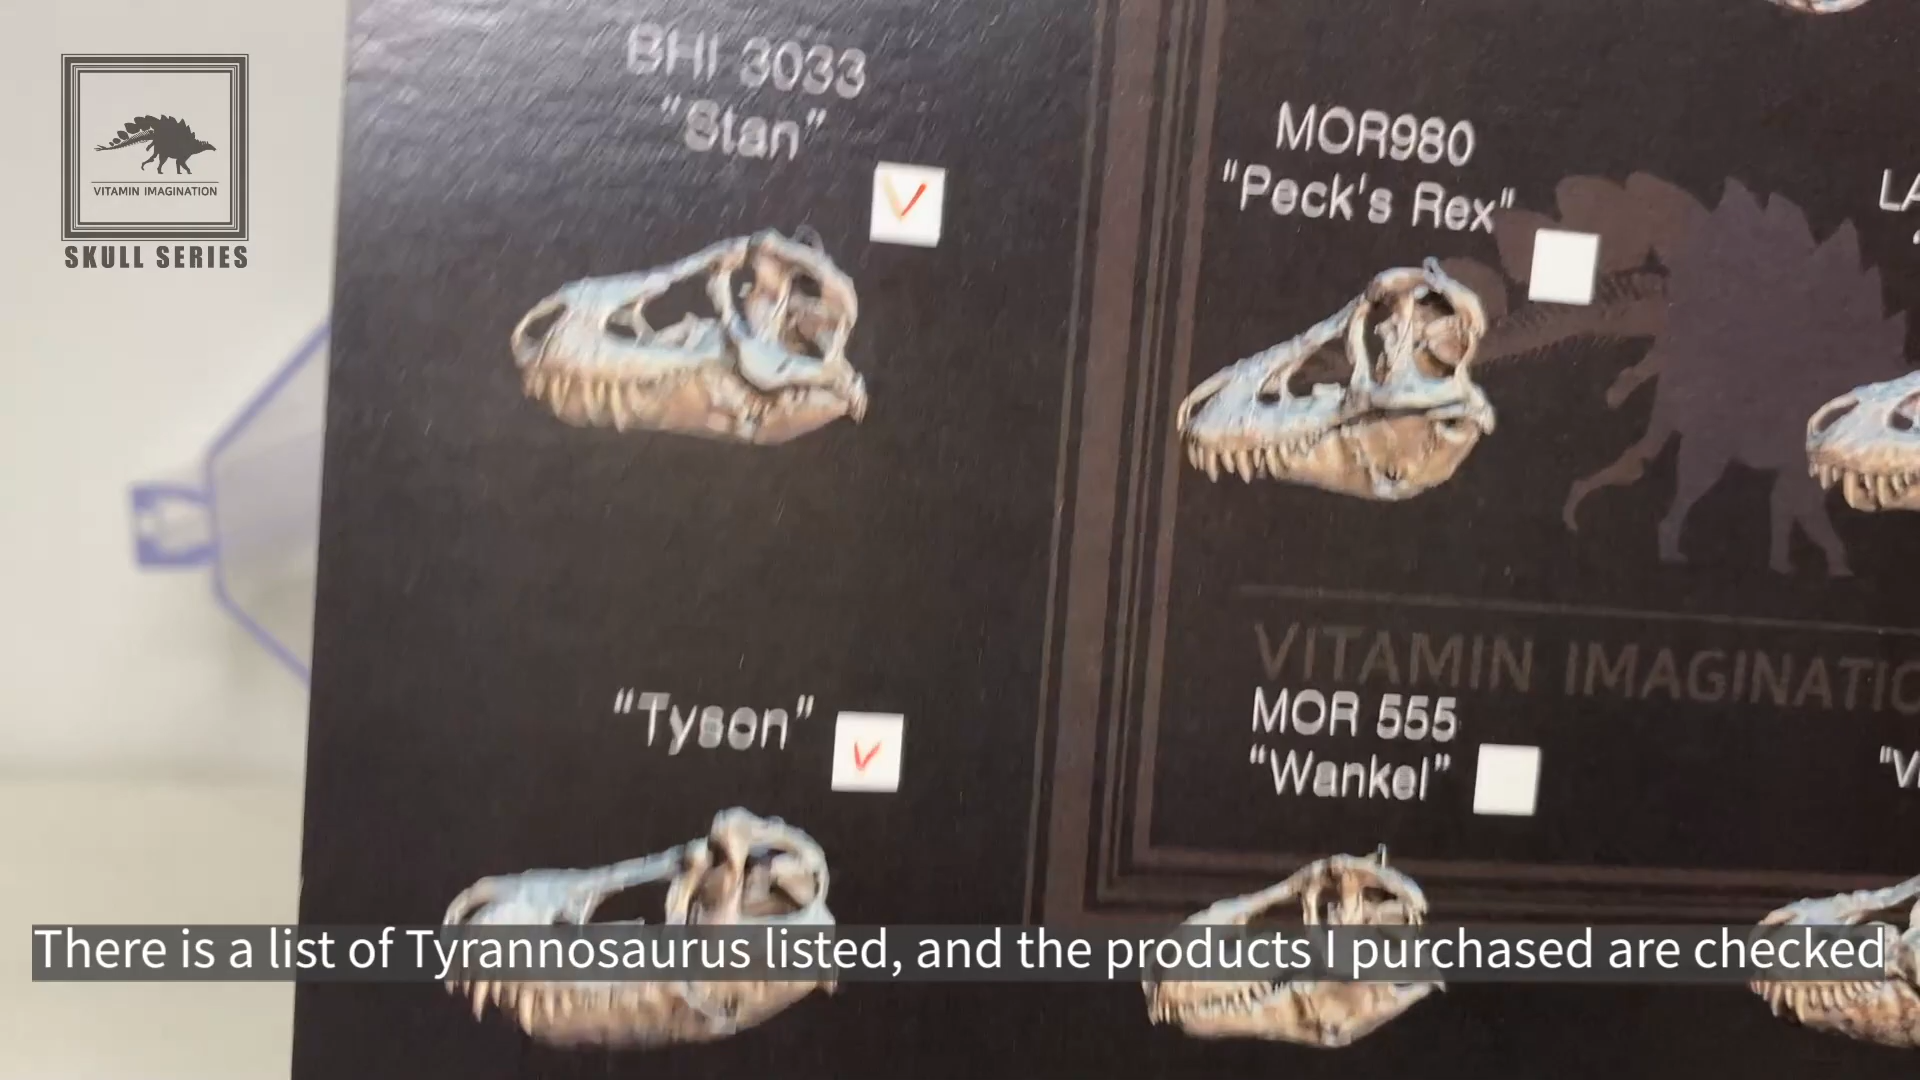 VITAMIN IMAGINATION
SKULL SERIES
BHI 3033
"Stan"
MOR980
"Peck's Rex"
LA
"Tyson"
VITAMIN IMAGINATIO
MOR 555
"Wankel"
"V
There is a list of Tyrannosaurus listed, and the products I purchased are checked